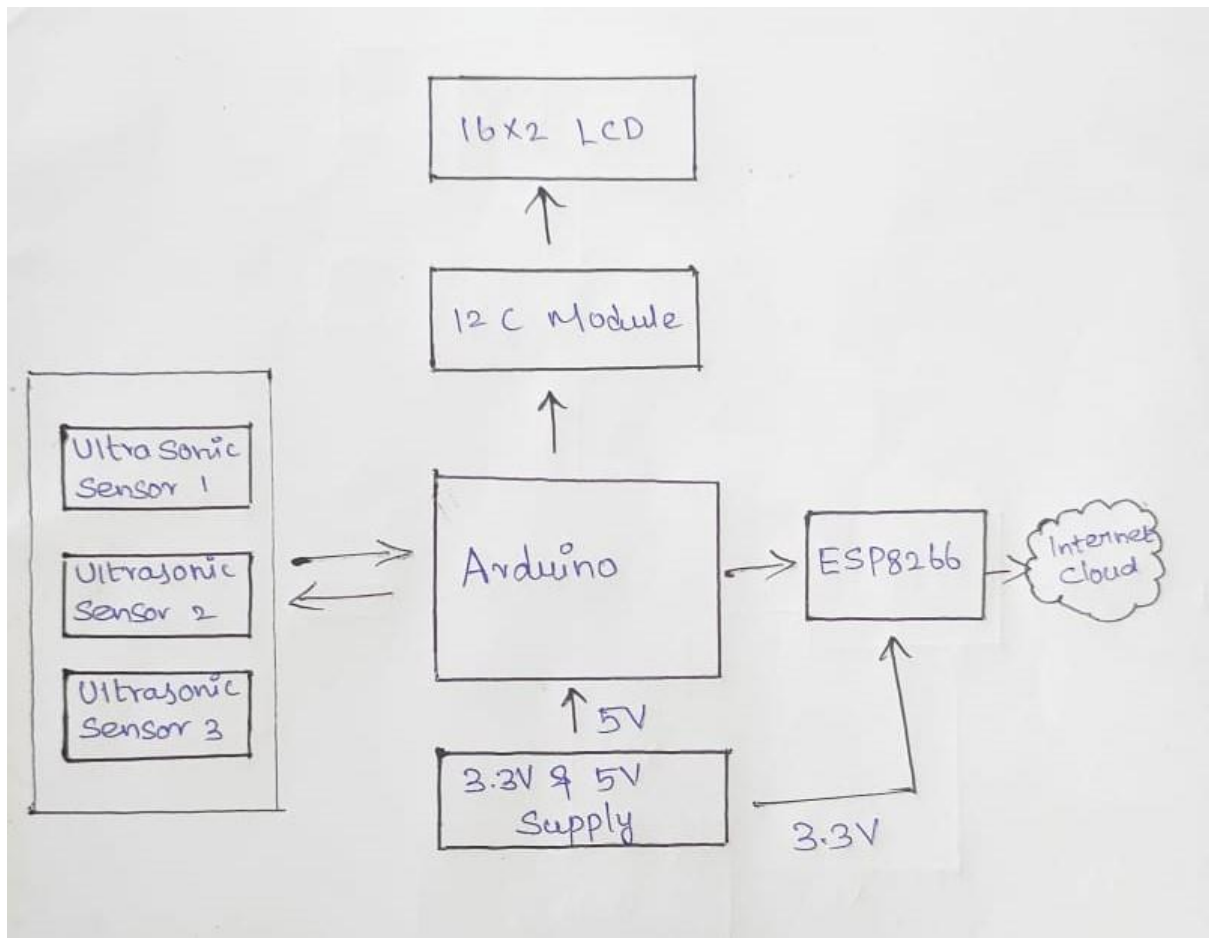 16X2 LCD
I2C Module
Ultra Sonic
Sensor 1
Ultrasonic
Sensor 2
Ultrasonic
Sensor 3
Arduino
ESP8266
Internet
Cloud
5V
3.3V & 5V
Supply
3.3V